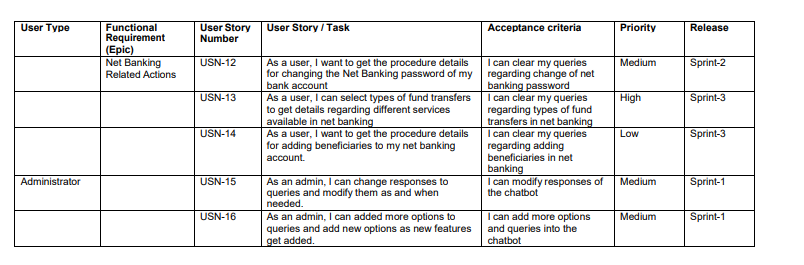 User Type Functional Requirement (Epic) User Story Number User Story / Task Acceptance criteria Priority Release
Net Banking Related Actions USN-12 As a user, I want to get the procedure details for changing the Net Banking password of my bank account I can clear my queries regarding change of net banking password Medium Sprint-2
USN-13 As a user, I can select types of fund transfers to get details regarding different services available in net banking I can clear my queries regarding types of fund transfers in net banking High Sprint-3
USN-14 As a user, I want to get the procedure details for adding beneficiaries to my net banking account. I can clear my queries regarding adding beneficiaries in net banking Low Sprint-3
Administrator USN-15 As an admin, I can change responses to queries and modify them as and when needed. I can modify responses of the chatbot Medium Sprint-1
USN-16 As an admin, I can added more options to queries and add new options as new features get added. I can add more options and queries into the chatbot Medium Sprint-1